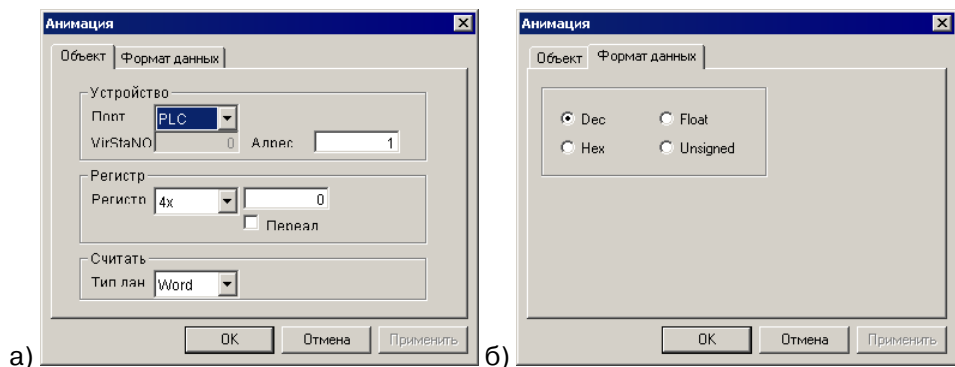 Анимация
Объект Формат данных
Устройство
Порт PLC
VirStaNO 0 Адрес 1
Регистр
Регистр 4x 0
Переад
Считать
Тип дан Word
OK Отмена Применить
а)
Анимация
Объект Формат данных
Dec Float
Hex Unsigned
OK Отмена Применить
б)